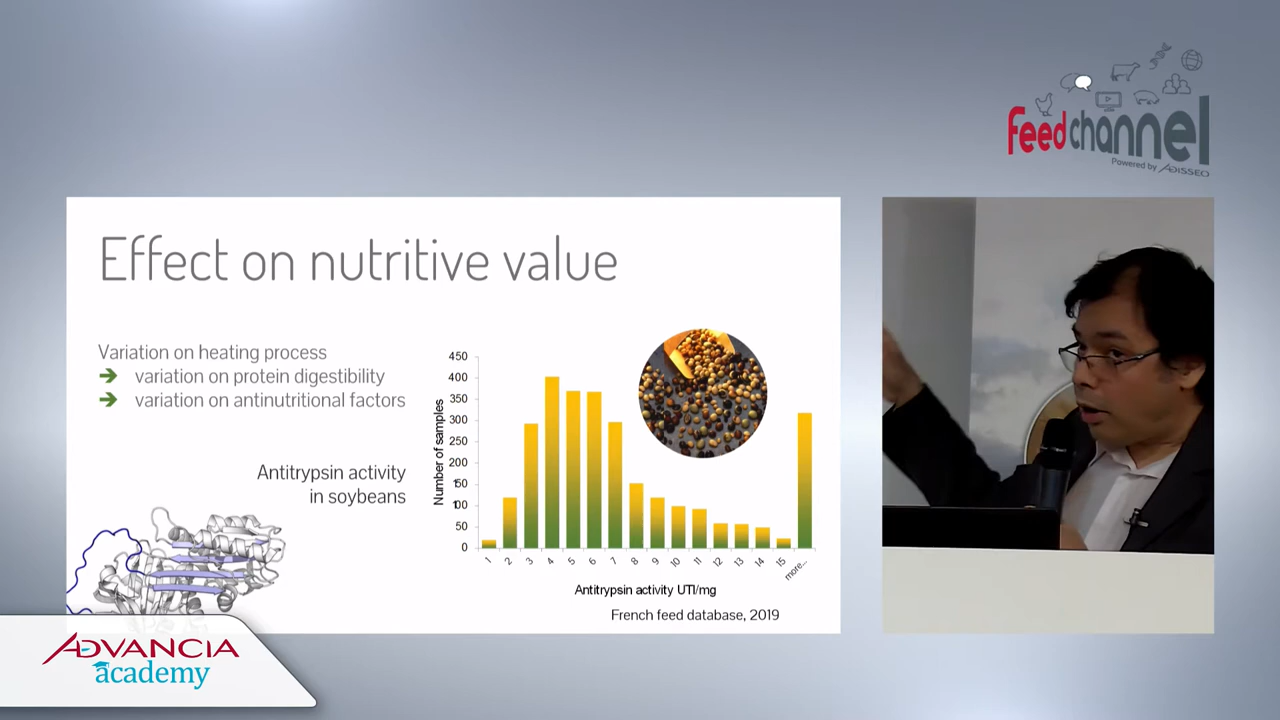 feedchannel
Powered by ADISSEO
Effect on nutritive value
Variation on heating process
variation on protein digestibility
variation on antinutritional factors
Antitrypsin activity
in soybeans
Number of samples
450
400
350
300
250
200
150
100
50
0
1 2 3 4 5 6 7 8 9 10 11 12 13 14 15 more...
Antitrypsin activity UTI/mg
French feed database, 2019
ADVANCIA
academy